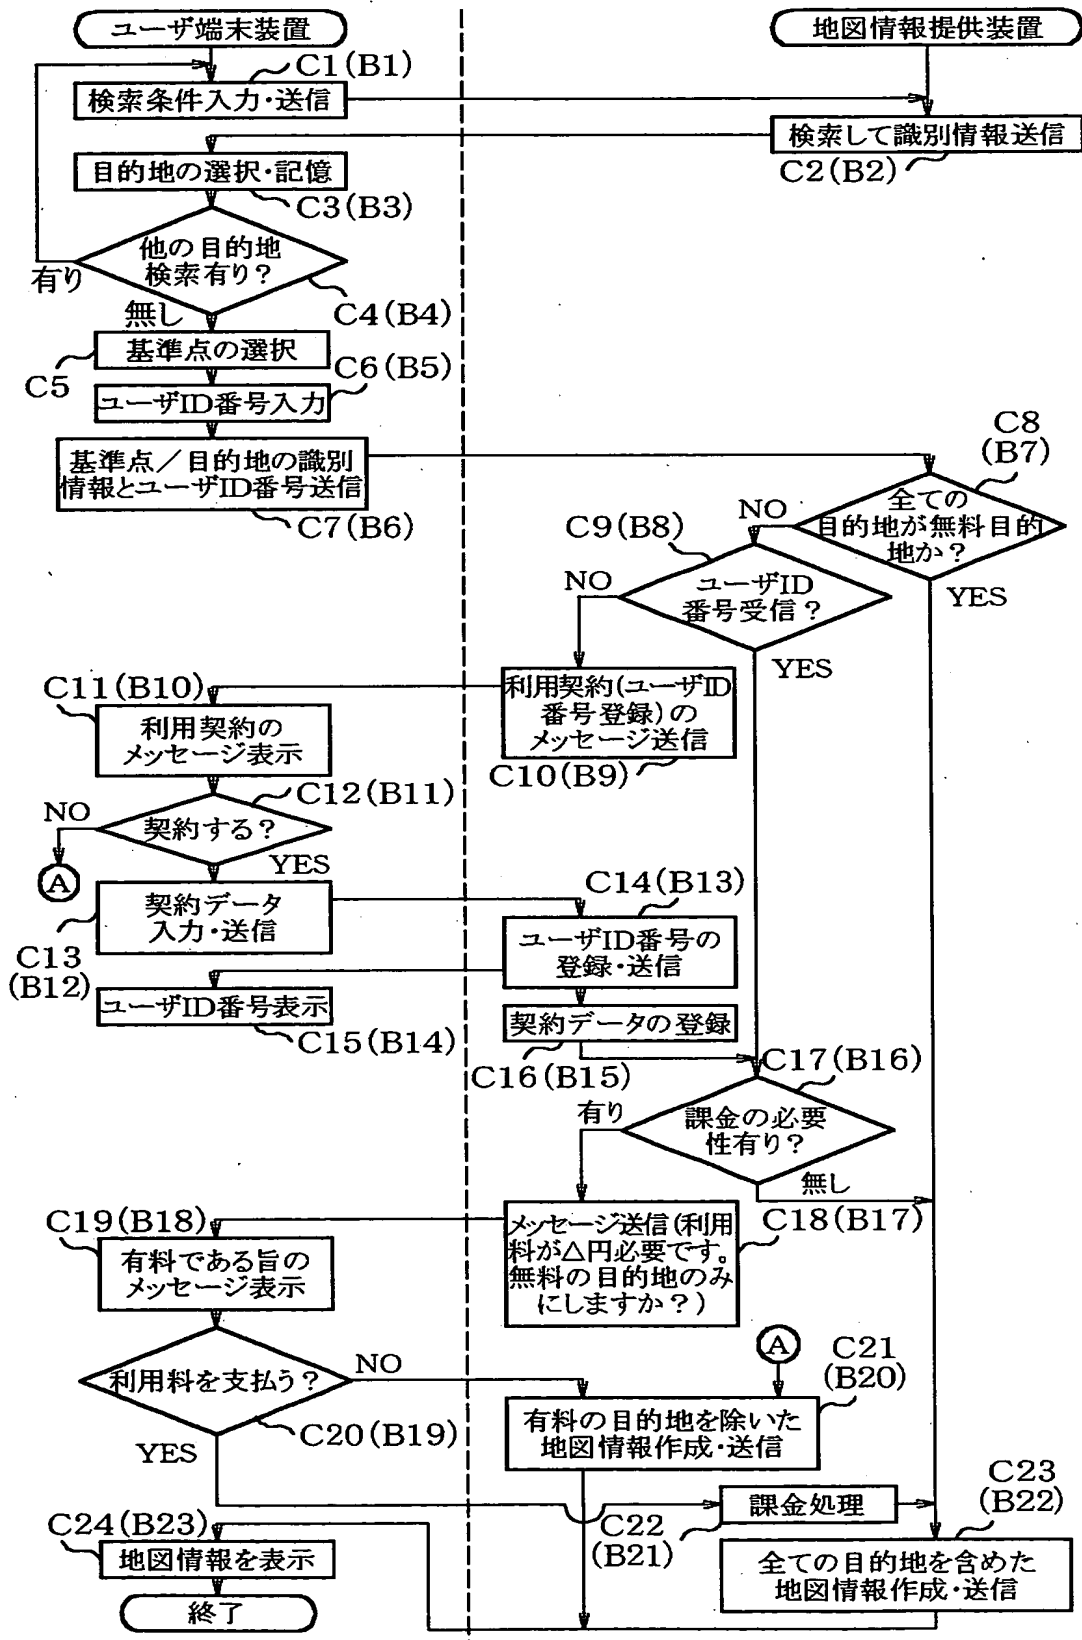 ユーザ端末装置
地図情報提供装置
C1(B1)
検索条件入力・送信
検索して識別情報送信
C2(B2)
目的地の選択・記憶
C3(B3)
他の目的地
検索有り？
有り
C4(B4)
無し
基準点の選択
C5
C6(B5)
ユーザID番号入力
基準点／目的地の識別
情報とユーザID番号送信
C7(B6)
C8
(B7)
全ての
目的地が無料目的
地か？
NO
YES
C9(B8)
ユーザID
番号受信？
NO
YES
利用契約(ユーザID
番号登録)の
メッセージ送信
C10(B9)
C11(B10)
利用契約の
メッセージ表示
C12(B11)
契約する？
NO
YES
A
契約データ
入力・送信
C13
(B12)
C14(B13)
ユーザID番号の
登録・送信
ユーザID番号表示
C15(B14)
契約データの登録
C16(B15)
C17(B16)
課金の必要
性有り？
有り
無し
メッセージ送信(利用
料が△円必要です。
無料の目的地のみ
にしますか？)
C18(B17)
C19(B18)
有料である旨の
メッセージ表示
利用料を支払う？
NO
C20(B19)
YES
A
C21
(B20)
有料の目的地を除いた
地図情報作成・送信
課金処理
C22
(B21)
C23
(B22)
全ての目的地を含めた
地図情報作成・送信
C24(B23)
地図情報を表示
終了